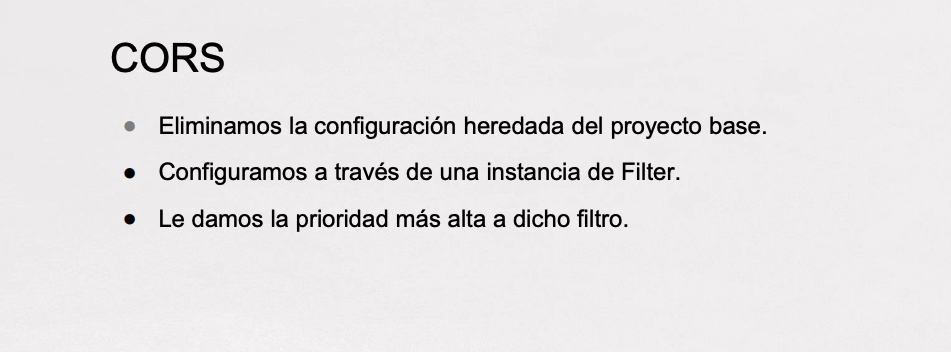 CORS
● Eliminamos la configuración heredada del proyecto base.
● Configuramos a través de una instancia de Filter.
● Le damos la prioridad más alta a dicho filtro.